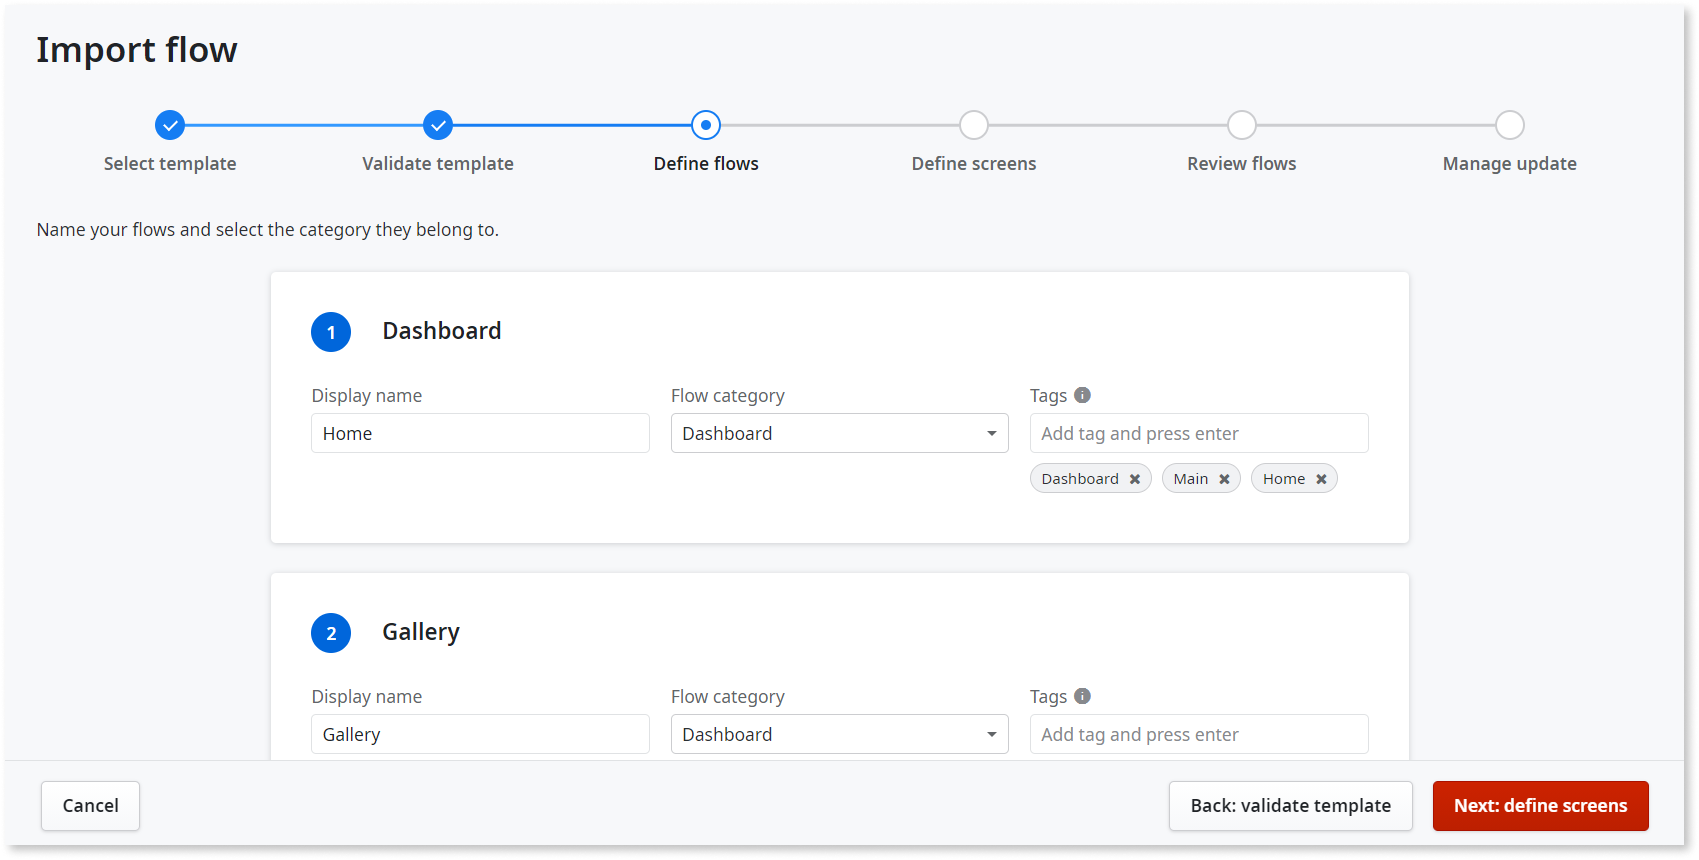 Import flow
Select template
Validate template
Define flows
Define screens
Review flows
Manage update
Name your flows and select the category they belong to.
1 Dashboard
Display name Flow category Tags i
Home Dashboard Add tag and press enter
Dashboard ✖ Main ✖ Home ✖
2 Gallery
Display name Flow category Tags i
Gallery Dashboard Add tag and press enter
Cancel Back: validate template Next: define screens